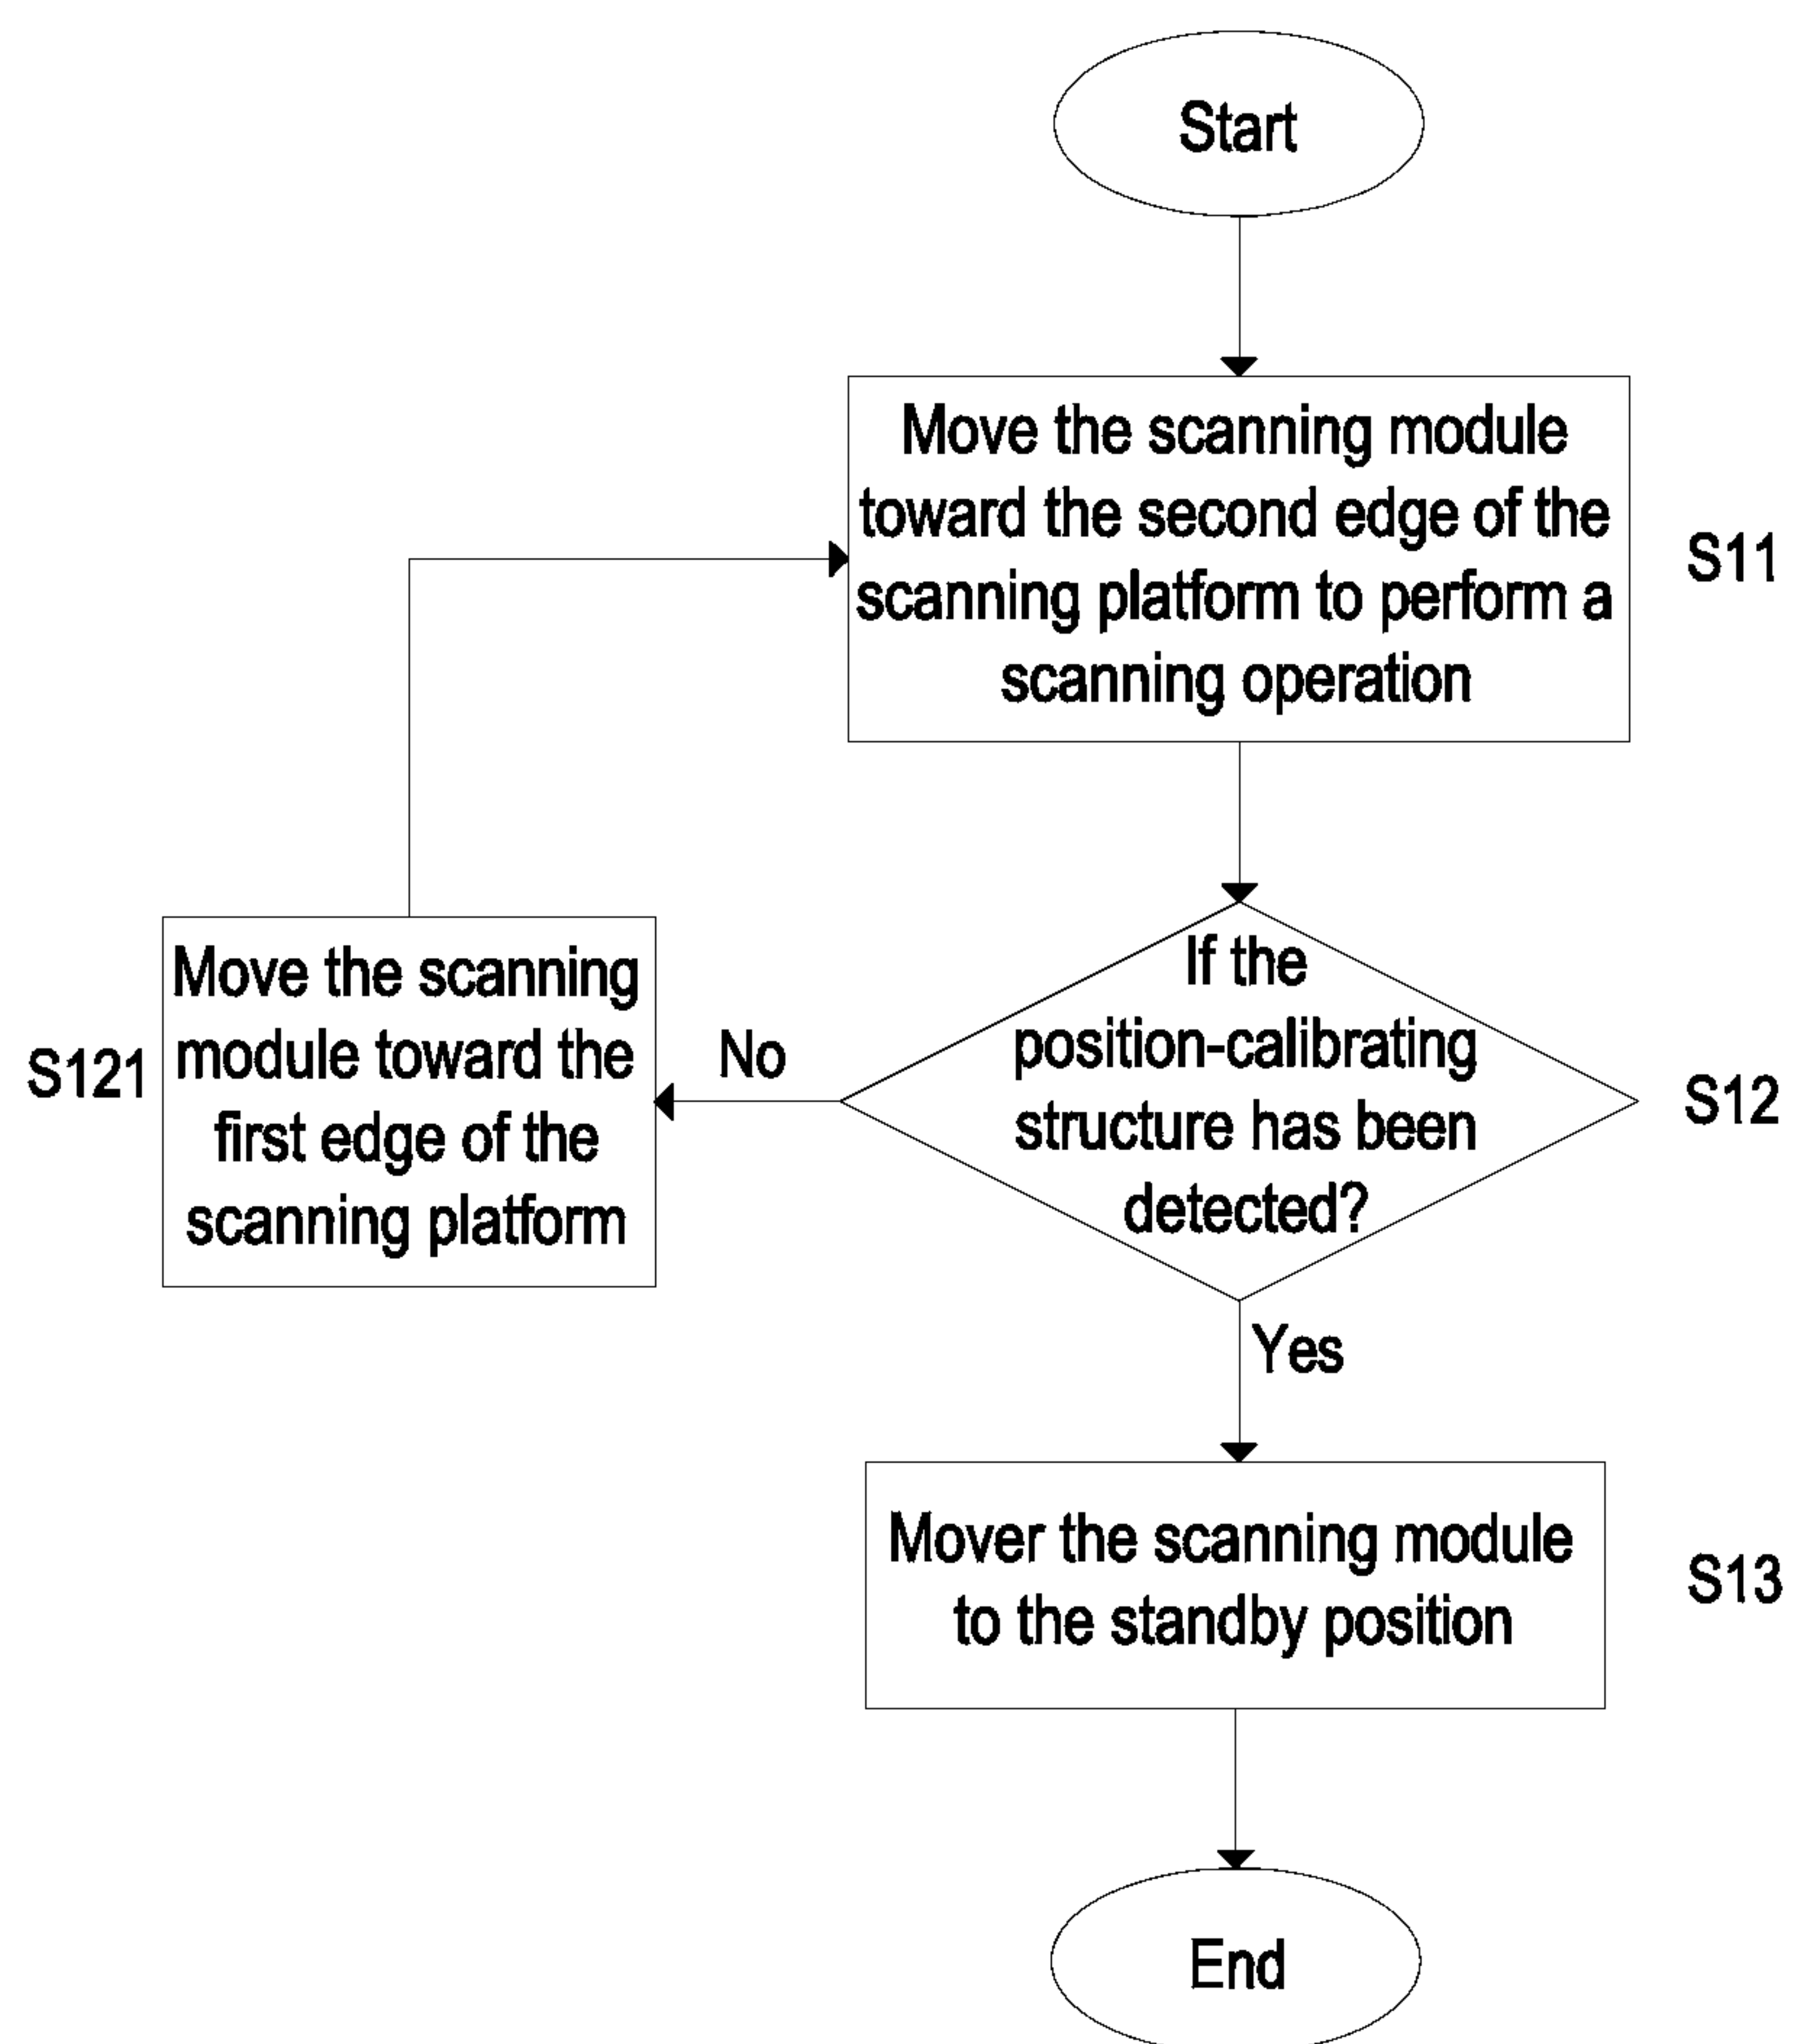 Start
Move the scanning module
toward the second edge of the
scanning platform to perform a
scanning operation
S11
If the
position-calibrating
structure has been
detected?
S12
No
Move the scanning
module toward the
first edge of the
scanning platform
S121
Yes
Mover the scanning module
to the standby position
S13
End